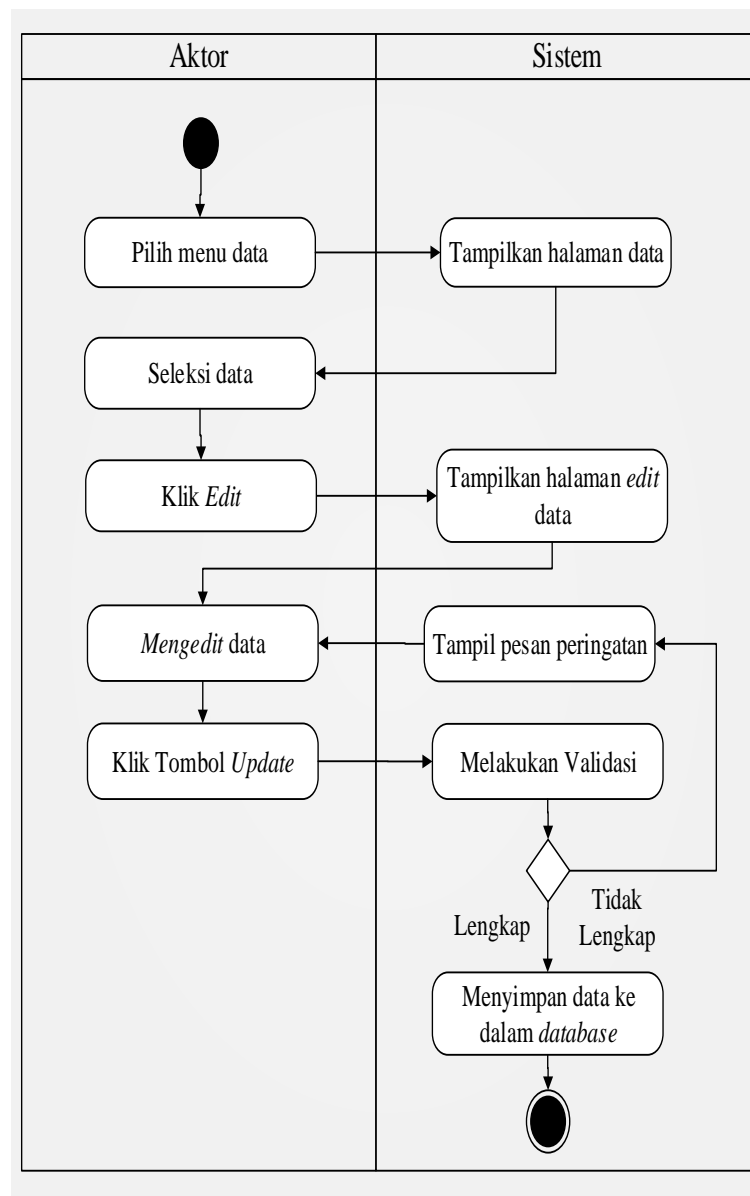 Aktor
Sistem
Pilih menu data
Tampilkan halaman data
Seleksi data
Klik Edit
Tampilkan halaman edit
data
Mengedit data
Tampil pesan peringatan
Klik Tombol Update
Melakukan Validasi
Lengkap
Tidak
Lengkap
Menyimpan data ke
dalam database